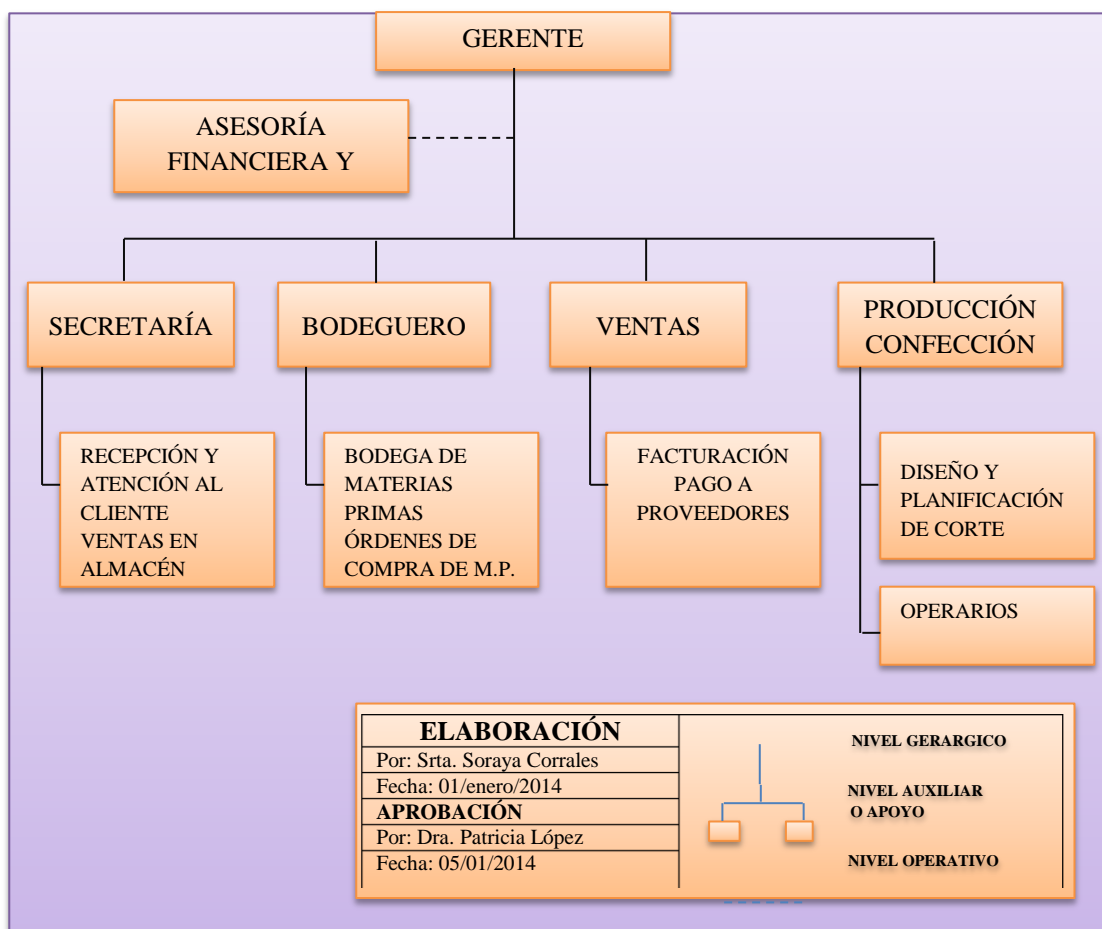 GERENTE
ASESORÍA
FINANCIERA Y
SECRETARÍA
BODEGUERO
VENTAS
PRODUCCIÓN
CONFECCIÓN
RECEPCIÓN Y
ATENCIÓN AL
CLIENTE
VENTAS EN
ALMACÉN
BODEGA DE
MATERIAS
PRIMAS
ÓRDENES DE
COMPRA DE M.P.
FACTURACIÓN
PAGO A
PROVEEDORES
DISEÑO Y
PLANIFICACIÓN
DE CORTE
OPERARIOS
ELABORACIÓN
Por: Srta. Soraya Corrales
Fecha: 01/enero/2014
APROBACIÓN
Por: Dra. Patricia López
Fecha: 05/01/2014
NIVEL GERARGICO
NIVEL AUXILIAR
O APOYO
NIVEL OPERATIVO